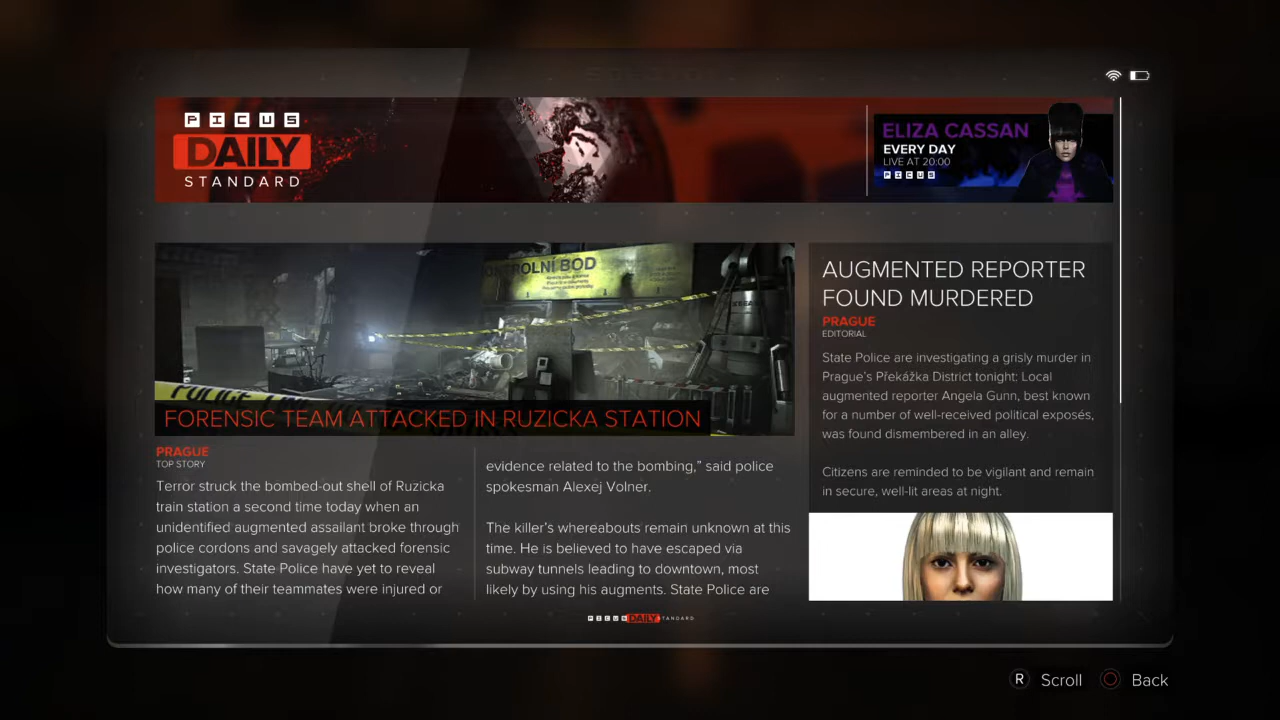 PICUS
DAILY
STANDARD
ELIZA CASSAN
EVERY DAY
LIVE AT 20:00
PICUS
KONTROLNÍ BOD
POLICE LINE
FORENSIC TEAM ATTACKED IN RUZICKA STATION
PRAGUE
TOP STORY
Terror struck the bombed-out shell of Ruzicka
train station a second time today when an
unidentified augmented assailant broke through
police cordons and savagely attacked forensic
investigators. State Police have yet to reveal
how many of their teammates were injured or
evidence related to the bombing,” said police
spokesman Alexej Volner.
The killer’s whereabouts remain unknown at this
time. He is believed to have escaped via
subway tunnels leading to downtown, most
likely by using his augments. State Police are
AUGMENTED REPORTER
FOUND MURDERED
PRAGUE
EDITORIAL
State Police are investigating a grisly murder in
Prague’s Překážka District tonight: Local
augmented reporter Angela Gunn, best known
for a number of well-received political exposés,
was found dismembered in an alley.
Citizens are reminded to be vigilant and remain
in secure, well-lit areas at night.
PICUS DAILY STANDARD
R Scroll Back